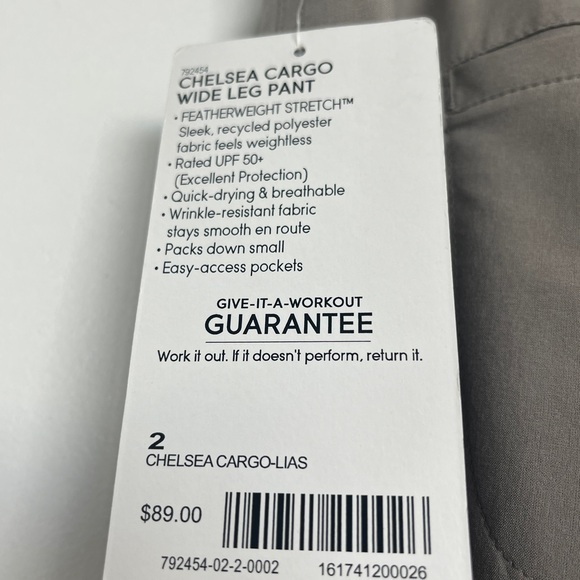 792454
CHELSEA CARGO
WIDE LEG PANT
• FEATHERWEIGHT STRETCH™
Sleek, recycled polyester
fabric feels weightless
• Rated UPF 50+
(Excellent Protection)
• Quick-drying & breathable
• Wrinkle-resistant fabric
stays smooth en route
• Packs down small
• Easy-access pockets
GIVE-IT-A-WORKOUT
GUARANTEE
Work it out. If it doesn't perform, return it.
2
CHELSEA CARGO-LIAS
$89.00
792454-02-2-0002 161741200026